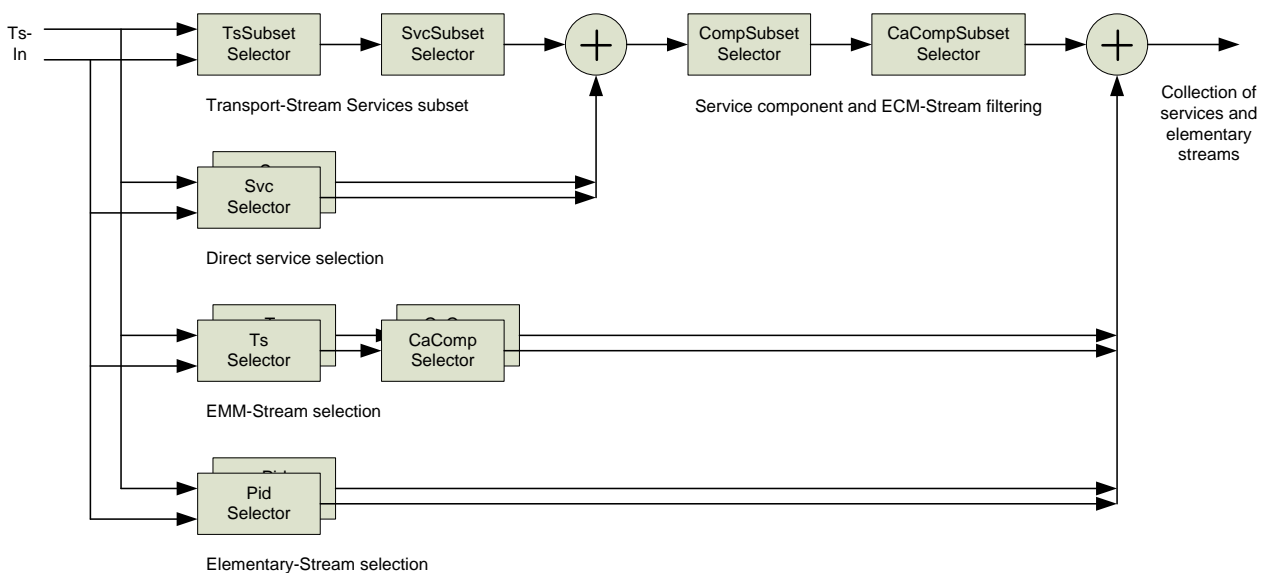 Ts-
In
TsSubset
Selector
SvcSubset
Selector
CompSubset
Selector
CaCompSubset
Selector
Transport-Stream Services subset
Service component and ECM-Stream filtering
Collection of
services and
elementary
streams
Svc
Selector
Direct service selection
Ts
Selector
CaComp
Selector
EMM-Stream selection
Pid
Selector
Elementary-Stream selection